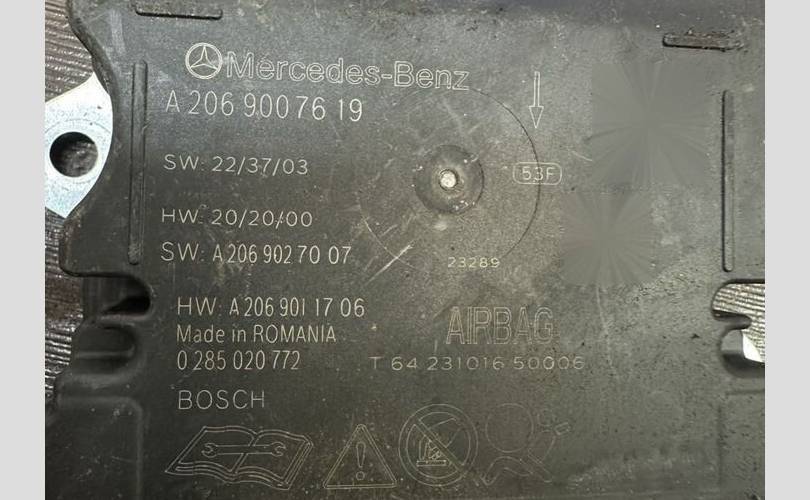 Mercedes-Benz
A 206 900 76 19
SW: 22/37/03
53F
HW: 20/20/00
SW: A 206 902 70 07
23289
HW: A 206 901 17 06
AIRBAG
Made in ROMANIA
0 285 020 772
T 64 231016 50006
BOSCH